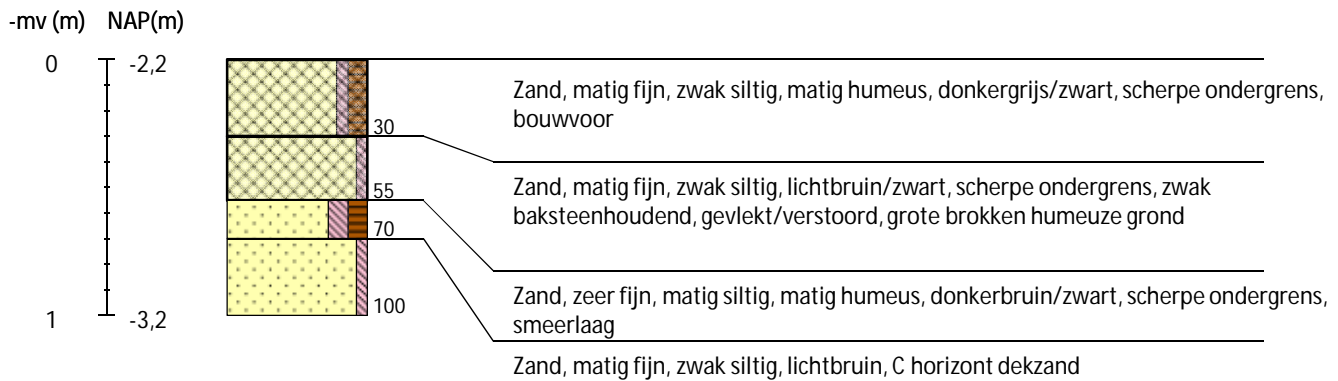 -mv (m) NAP(m)
0 -2,2
Zand, matig fijn, zwak siltig, matig humeus, donkergrijs/zwart, scherpe ondergrens,
bouwvoor
30
Zand, matig fijn, zwak siltig, lichtbruin/zwart, scherpe ondergrens, zwak
baksteenhoudend, gevlekt/verstoord, grote brokken humeuze grond
55
70
Zand, zeer fijn, matig siltig, matig humeus, donkerbruin/zwart, scherpe ondergrens,
smeerlaag
100
1 -3,2
Zand, matig fijn, zwak siltig, lichtbruin, C horizont dekzand